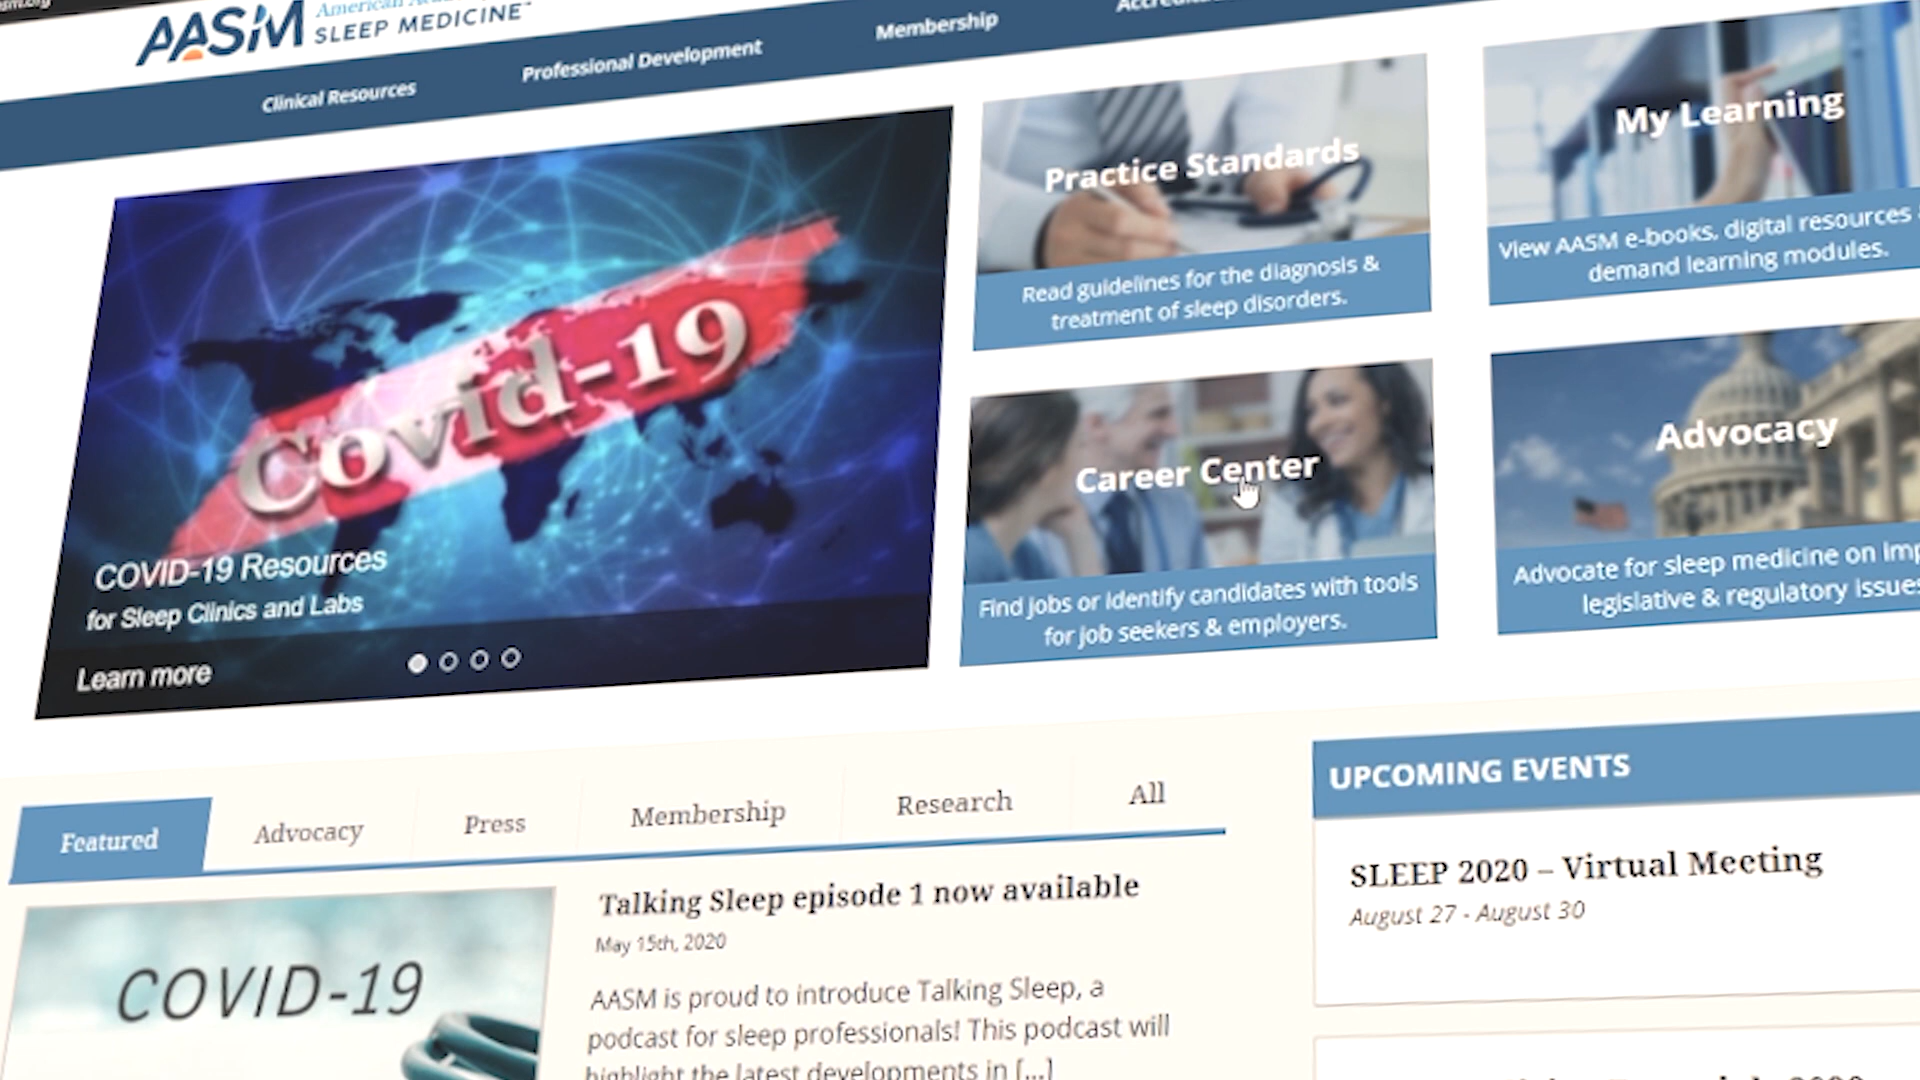 AASM
SLEEP MEDICINE
Clinical Resources
Professional Development
Membership
Covid-19
COVID-19 Resources
for Sleep Clinics and Labs
Learn more
Practice Standards
Read guidelines for the diagnosis &
treatment of sleep disorders.
My Learning
View AASM e-books, digital resources
demand learning modules.
Career Center
Find jobs or identify candidates with tools
for job seekers & employers.
Advocacy
Advocate for sleep medicine on
legislative & regulatory issues
Featured
Advocacy
Press
Membership
Research
All
COVID-19
Talking Sleep episode 1 now available
May 15th, 2020
AASM is proud to introduce Talking Sleep, a
podcast for sleep professionals! This podcast will
highlight the latest developments in [...]
UPCOMING EVENTS
SLEEP 2020 – Virtual Meeting
August 27 - August 30